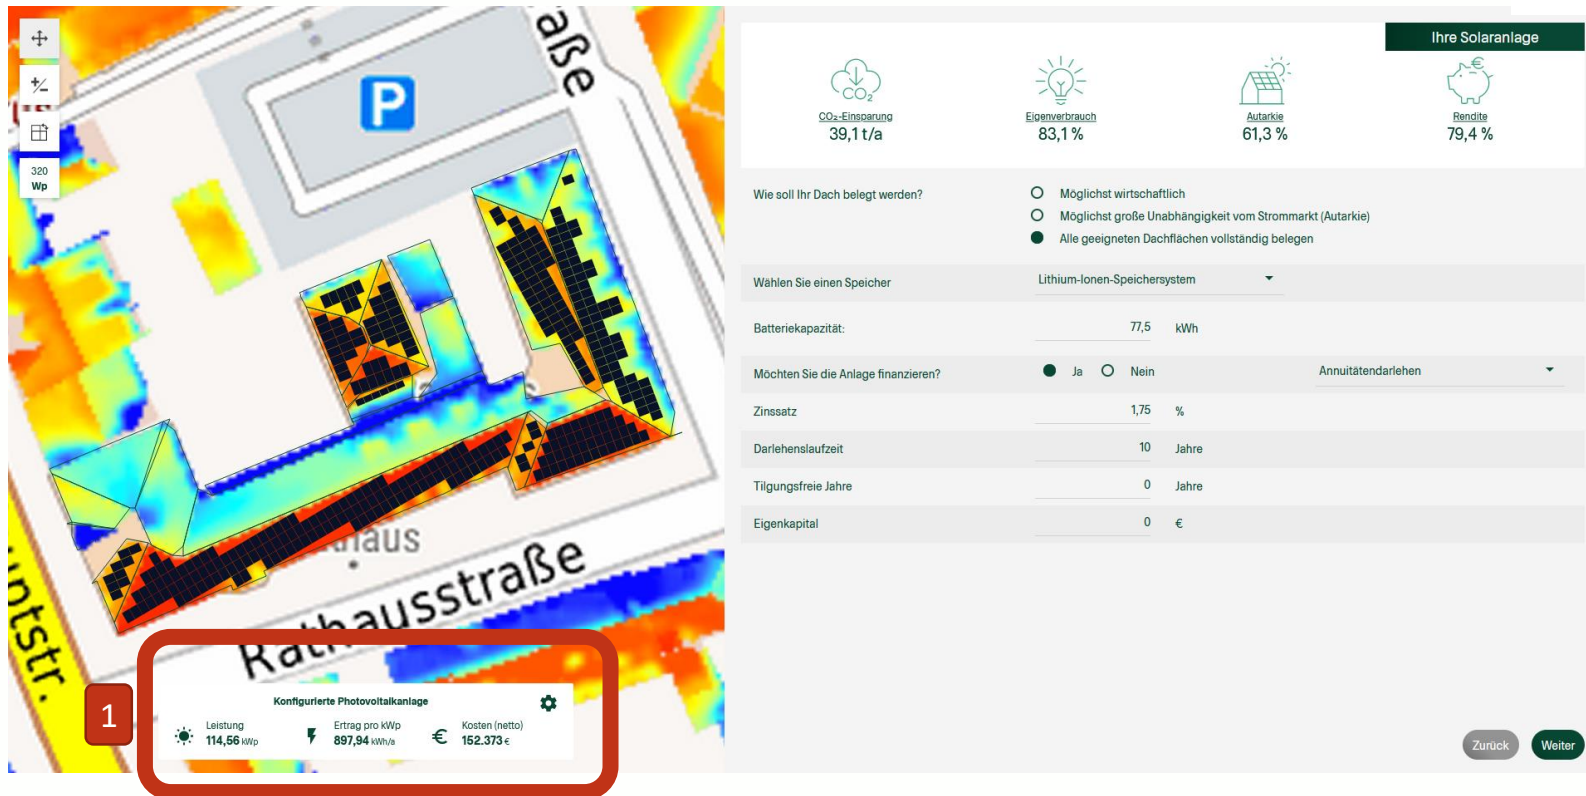 aße
P
320
Wp
thaus
Rathausstraße
uptstr.
1
Konfigurierte Photovoltaikanlage
Leistung
114,56 kWp
Ertrag pro kWp
897,94 kWh/a
Kosten (netto)
152.373 €
Ihre Solaranlage
CO₂
CO₂-Einsparung
39,1 t/a
Eigenverbrauch
83,1 %
Autarkie
61,3 %
€
Rendite
79,4 %
Wie soll Ihr Dach belegt werden?
Möglichst wirtschaftlich
Möglichst große Unabhängigkeit vom Strommarkt (Autarkie)
Alle geeigneten Dachflächen vollständig belegen
Wählen Sie einen Speicher
Lithium-Ionen-Speichersystem
Batteriekapazität:
77,5 kWh
Möchten Sie die Anlage finanzieren?
Ja
Nein
Annuitätendarlehen
Zinssatz
1,75 %
Darlehenslaufzeit
10 Jahre
Tilgungsfreie Jahre
0 Jahre
Eigenkapital
0 €
Zurück
Weiter